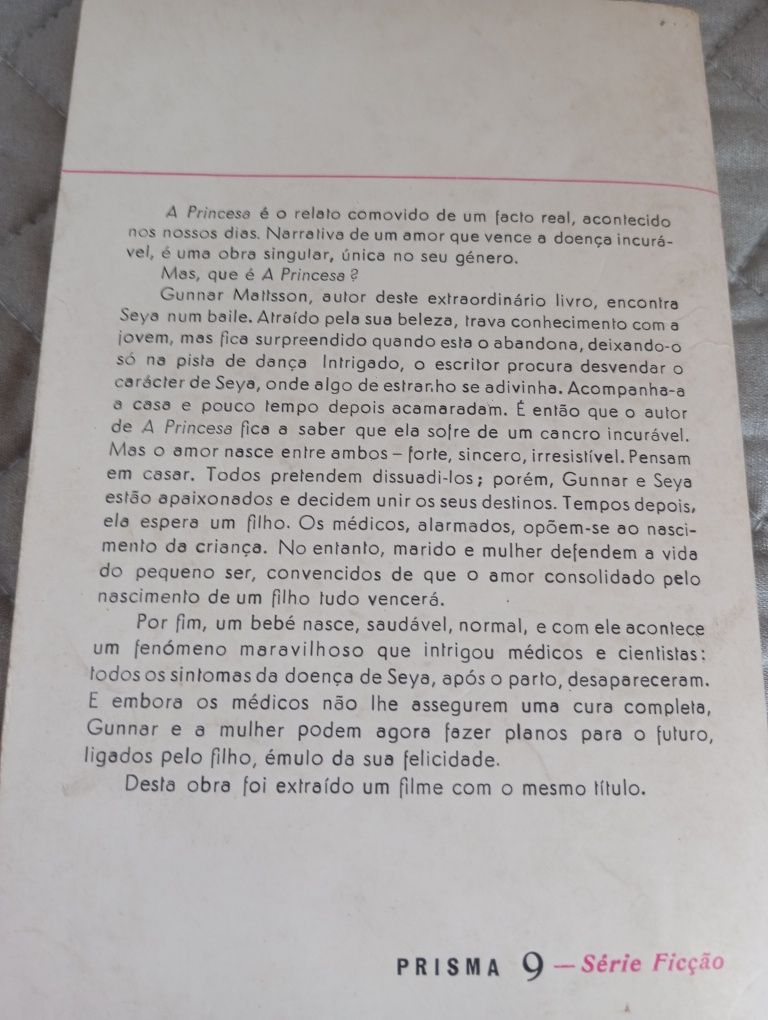 A Princesa é o relato comovido de um facto real, acontecido
nos nossos dias. Narrativa de um amor que vence a doença incurá-
vel, é uma obra singular, única no seu género.
Mas, que é A Princesa?
Gunnar Mattsson, autor deste extraordinário livro, encontra
Seya num baile. Atraído pela sua beleza, trava conhecimento com a
jovem, mas fica surpreendido quando esta o abandona, deixando-o
só na pista de dança Intrigado, o escritor procura desvendar o
carácter de Seya, onde algo de estranho se adivinha. Acompanha-a
a casa e pouco tempo depois acamaradam. É então que o autor
de A Princesa fica a saber que ela sofre de um cancro incurável.
Mas o amor nasce entre ambos – forte, sincero, irresistível. Pensam
em casar. Todos pretendem dissuadi-los; porém, Gunnar e Seya
estão apaixonados e decidem unir os seus destinos. Tempos depois,
ela espera um filho. Os médicos, alarmados, opõem-se ao nasci-
mento da criança. No entanto, marido e mulher defendem a vida
do pequeno ser, convencidos de que o amor consolidado pelo
nascimento de um filho tudo vencerá.
Por fim, um bebé nasce, saudável, normal, e com ele acontece
um fenómeno maravilhoso que intrigou médicos e cientistas:
todos os sintomas da doença de Seya, após o parto, desapareceram.
E embora os médicos não lhe assegurem uma cura completa,
Gunnar e a mulher podem agora fazer planos para o futuro,
ligados pelo filho, émulo da sua felicidade.
Desta obra foi extraído um filme com o mesmo título.
PRISMA 9 — Série Ficção